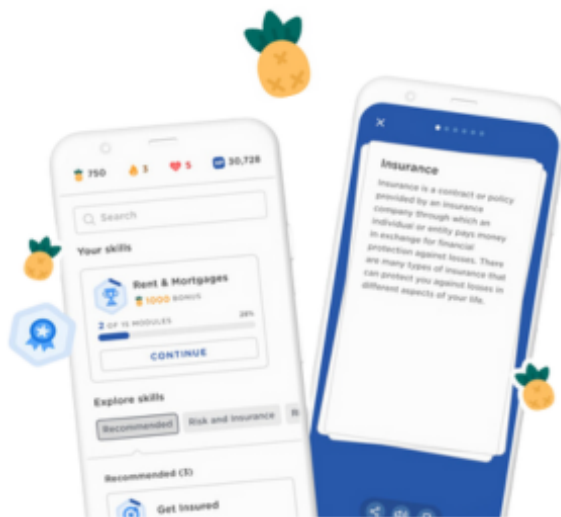 750 3 5 XP 30,728
Search
Your skills
Rent & Mortgages
1000 BONUS
2 OF 15 MODULES 28%
CONTINUE
Explore skills
Recommended Risk and Insurance
Recommended (3)
Get Insured
Insurance
Insurance is a contract or policy
provided by an insurance
company through which an
individual or entity pays money
in exchange for financial
protection against losses. There
are many types of insurance that
can protect you against losses in
different aspects of your life.